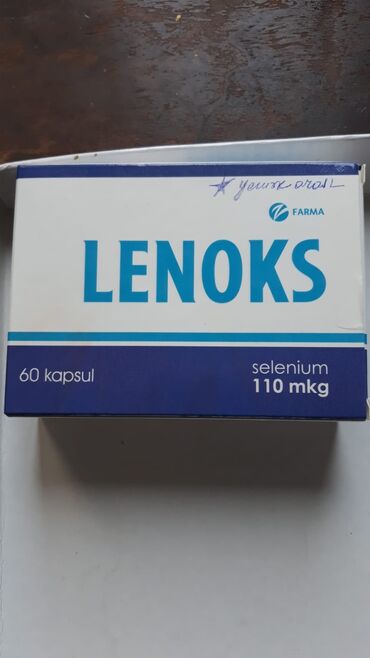 FARMA
LENOKS
60 kapsul
selenium
110 mkg